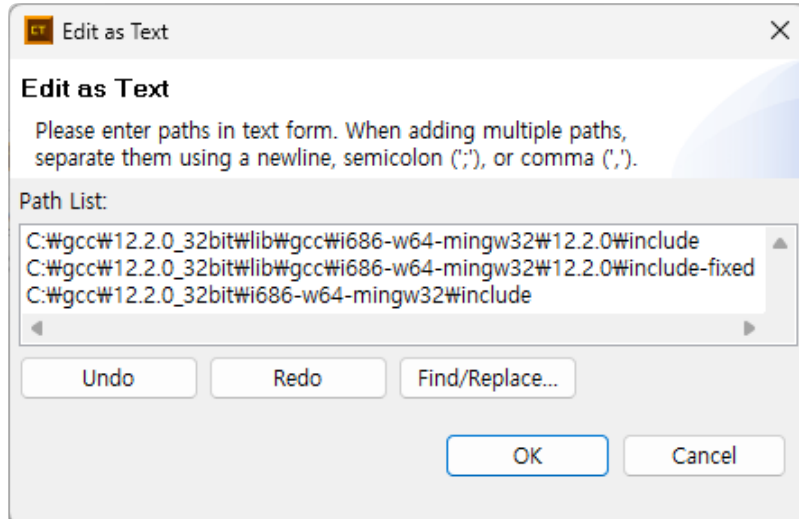 CT Edit as Text
Edit as Text
Please enter paths in text form. When adding multiple paths,
separate them using a newline, semicolon (';'), or comma (',').
Path List:
C:₩gcc₩12.2.0_32bit₩lib₩gcc₩i686-w64-mingw32₩12.2.0₩include
C:₩gcc₩12.2.0_32bit₩lib₩gcc₩i686-w64-mingw32₩12.2.0₩include-fixed
C:₩gcc₩12.2.0_32bit₩i686-w64-mingw32₩include
Undo Redo Find/Replace...
OK Cancel